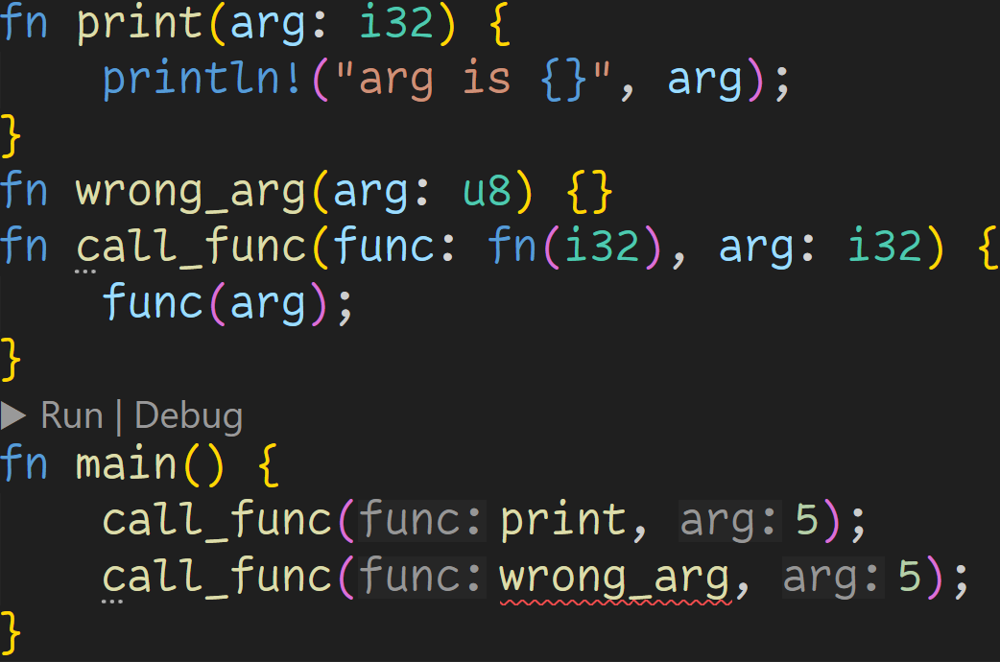 fn print(arg: i32) {
    println!("arg is {}", arg);
}
fn wrong_arg(arg: u8) {}
fn call_func(func: fn(i32), arg: i32) {
    func(arg);
}
▶ Run | Debug
fn main() {
    call_func(func: print, arg: 5);
    call_func(func: wrong_arg, arg: 5);
}